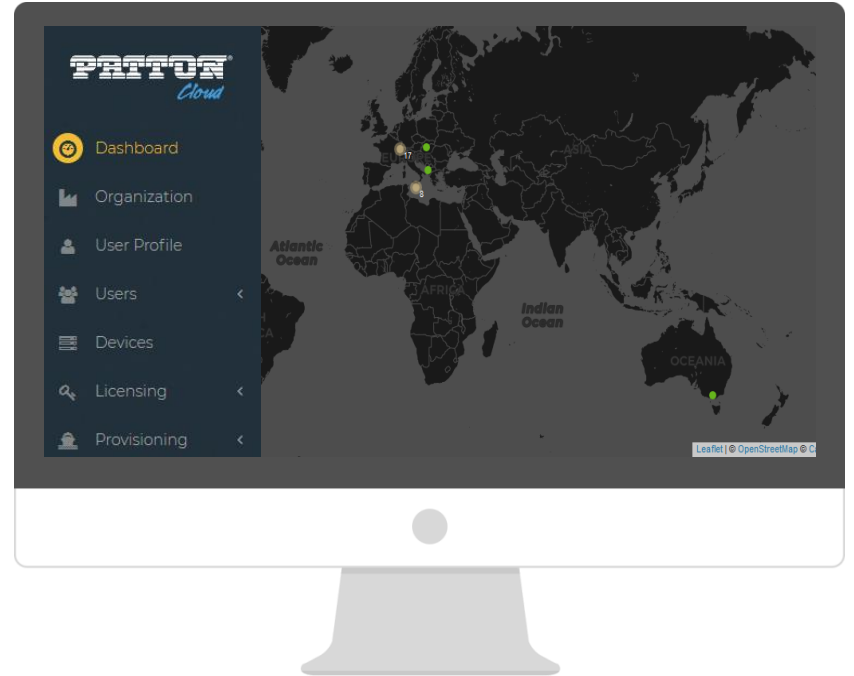 PATTON®
Cloud
Dashboard
Organization
User Profile
Users
Devices
Licensing
Provisioning
17
3
ASIA
Atlantic
Ocean
AFRICA
Indian
Ocean
OCEANIA
Leaflet | © OpenStreetMap © C